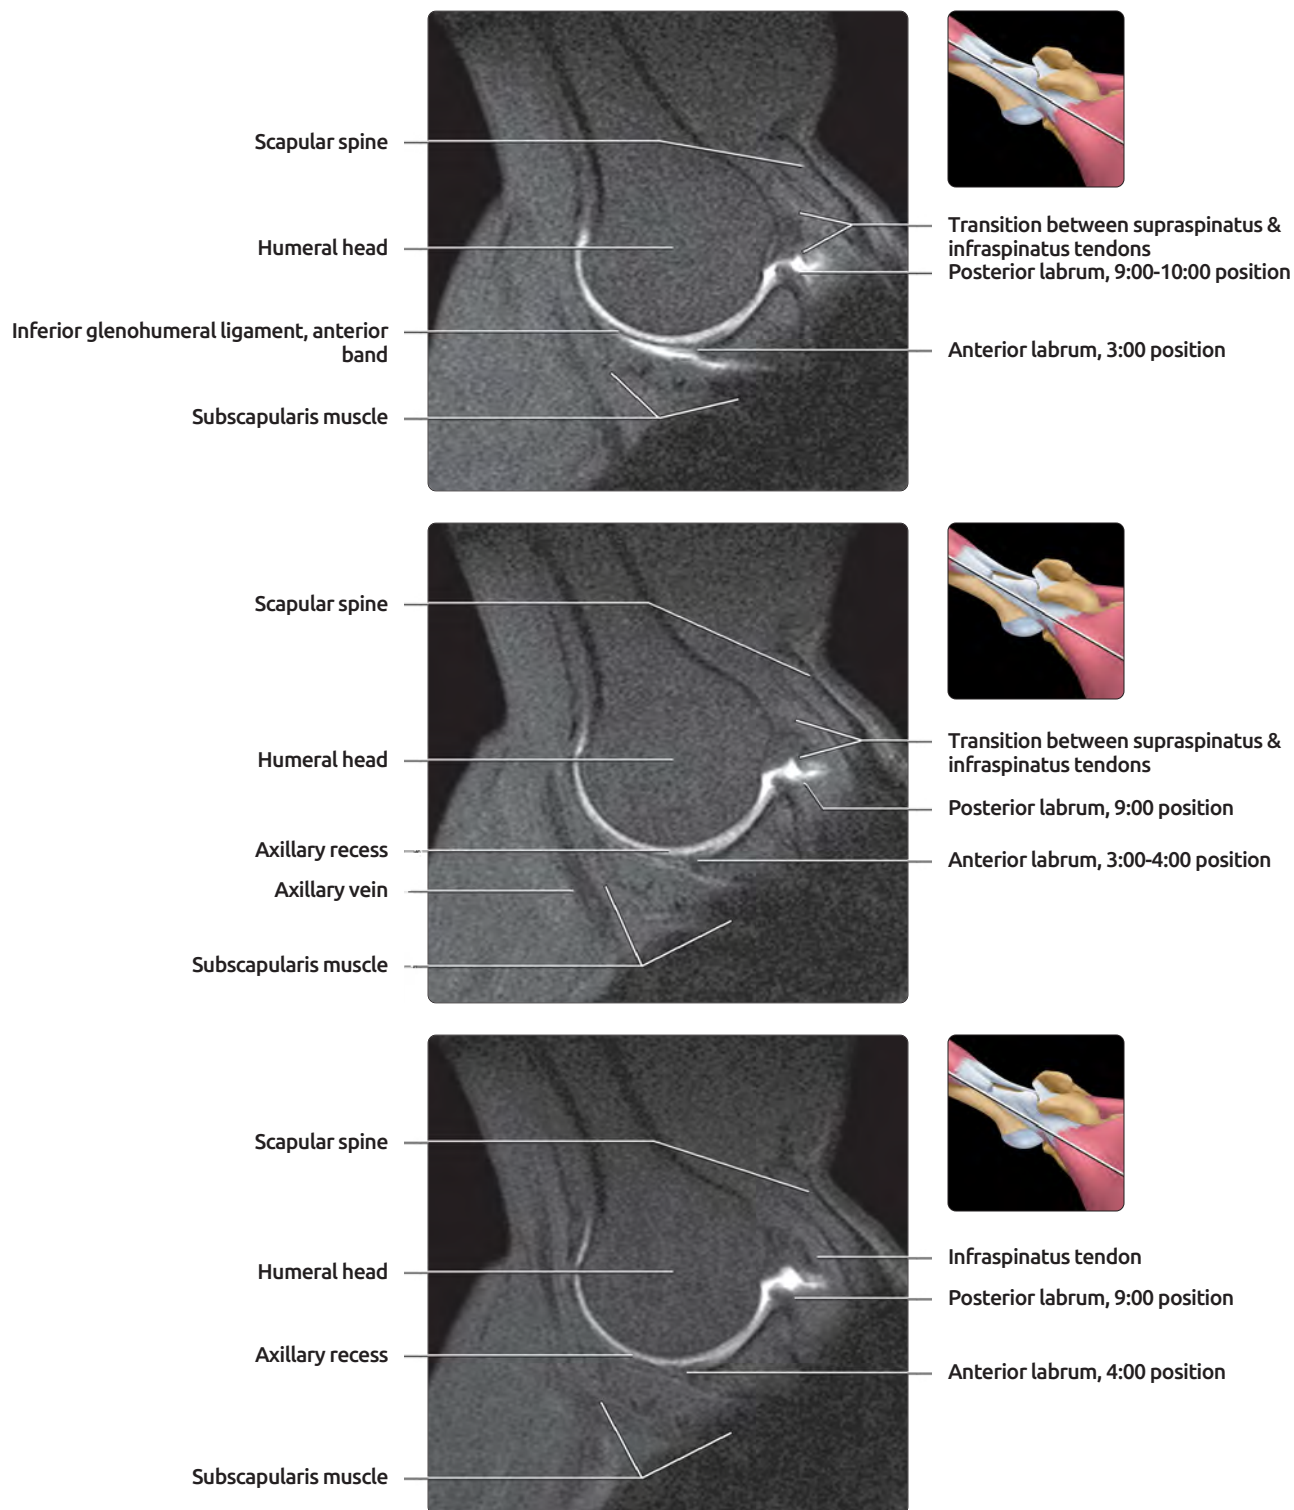 Scapular spine
Humeral head
Inferior glenohumeral ligament, anterior
band
Subscapularis muscle
Transition between supraspinatus &
infraspinatus tendons
Posterior labrum, 9:00-10:00 position
Anterior labrum, 3:00 position
Scapular spine
Humeral head
Axillary recess
Axillary vein
Subscapularis muscle
Transition between supraspinatus &
infraspinatus tendons
Posterior labrum, 9:00 position
Anterior labrum, 3:00-4:00 position
Scapular spine
Humeral head
Axillary recess
Subscapularis muscle
Infraspinatus tendon
Posterior labrum, 9:00 position
Anterior labrum, 4:00 position